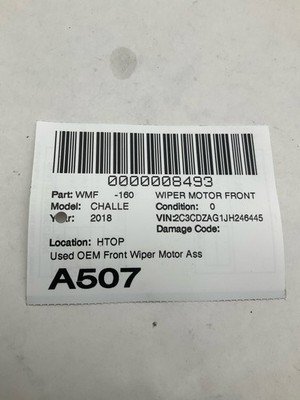 0000008493
Part: WMF -160 WIPER MOTOR FRONT
Model: CHALLE Condition: 0
Year: 2018 VIN:2C3CDZAG1JH246445
Damage Code:
Location: HTOP
Used OEM Front Wiper Motor Ass
A507